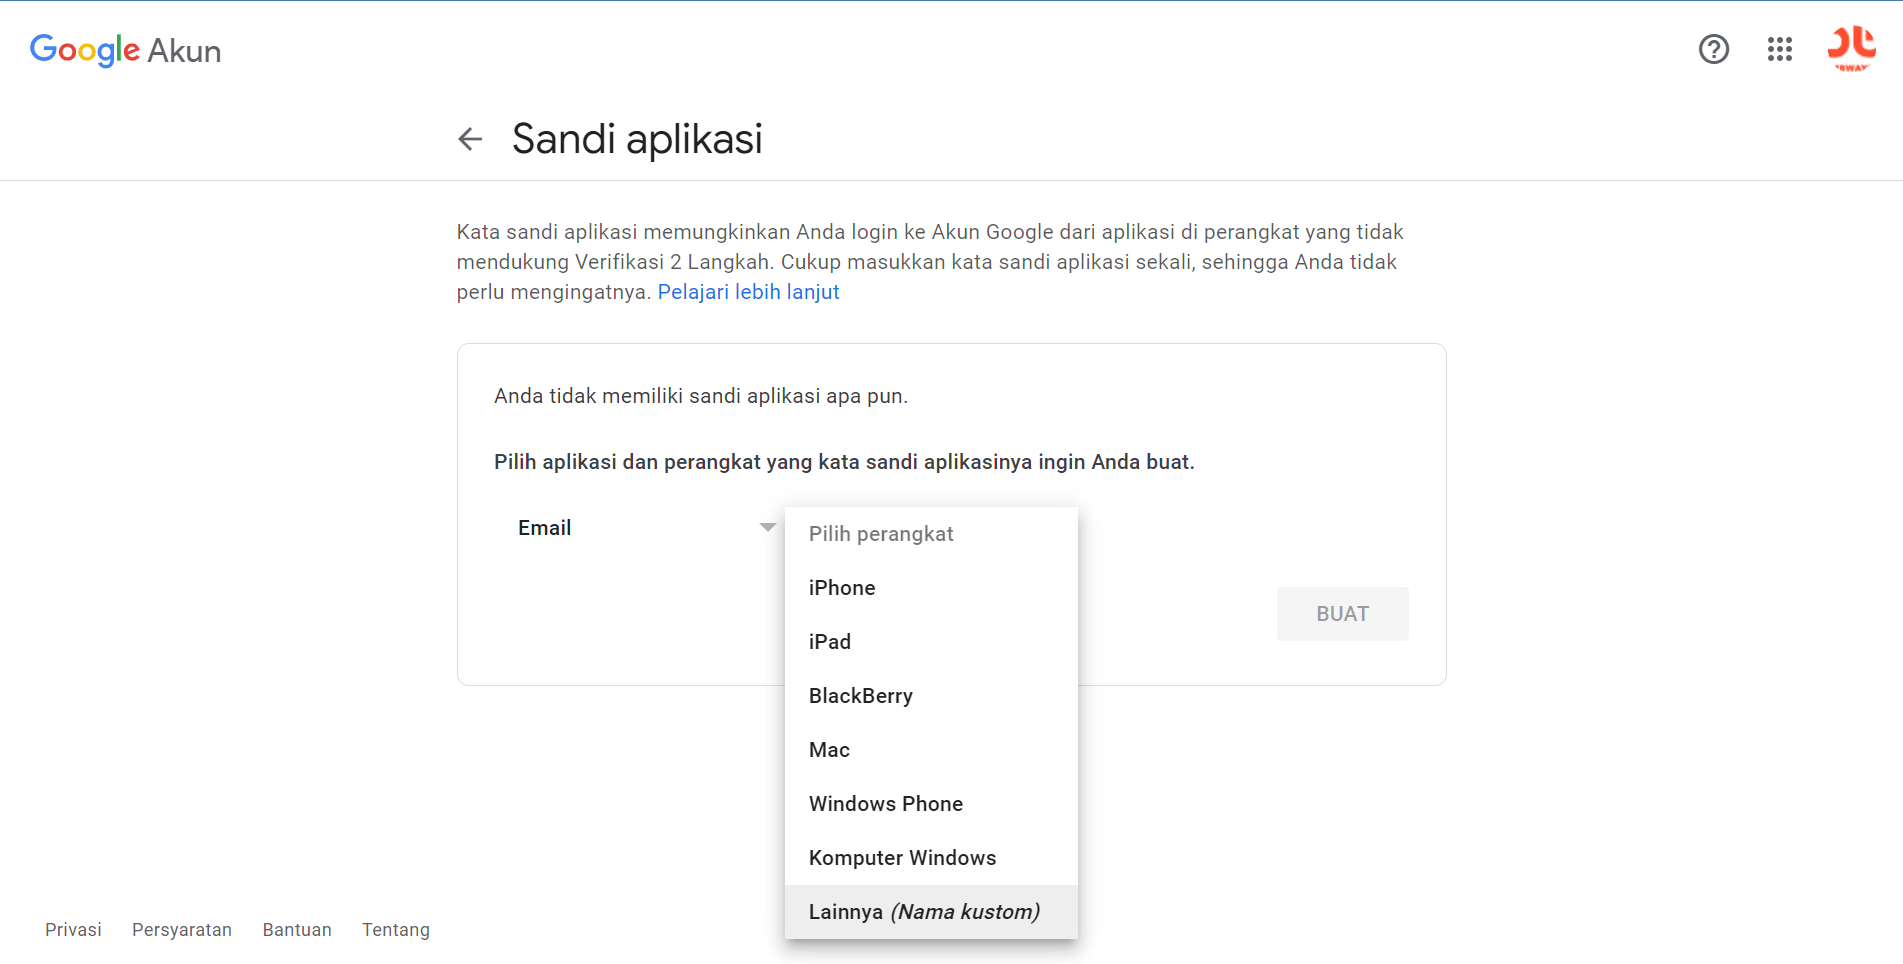 Google Akun
Sandi aplikasi
Kata sandi aplikasi memungkinkan Anda login ke Akun Google dari aplikasi di perangkat yang tidak
mendukung Verifikasi 2 Langkah. Cukup masukkan kata sandi aplikasi sekali, sehingga Anda tidak
perlu mengingatnya. Pelajari lebih lanjut
Anda tidak memiliki sandi aplikasi apa pun.
Pilih aplikasi dan perangkat yang kata sandi aplikasinya ingin Anda buat.
Email
Pilih perangkat
iPhone
iPad
BlackBerry
Mac
Windows Phone
Komputer Windows
Lainnya (Nama kustom)
BUAT
Privasi Persyaratan Bantuan Tentang